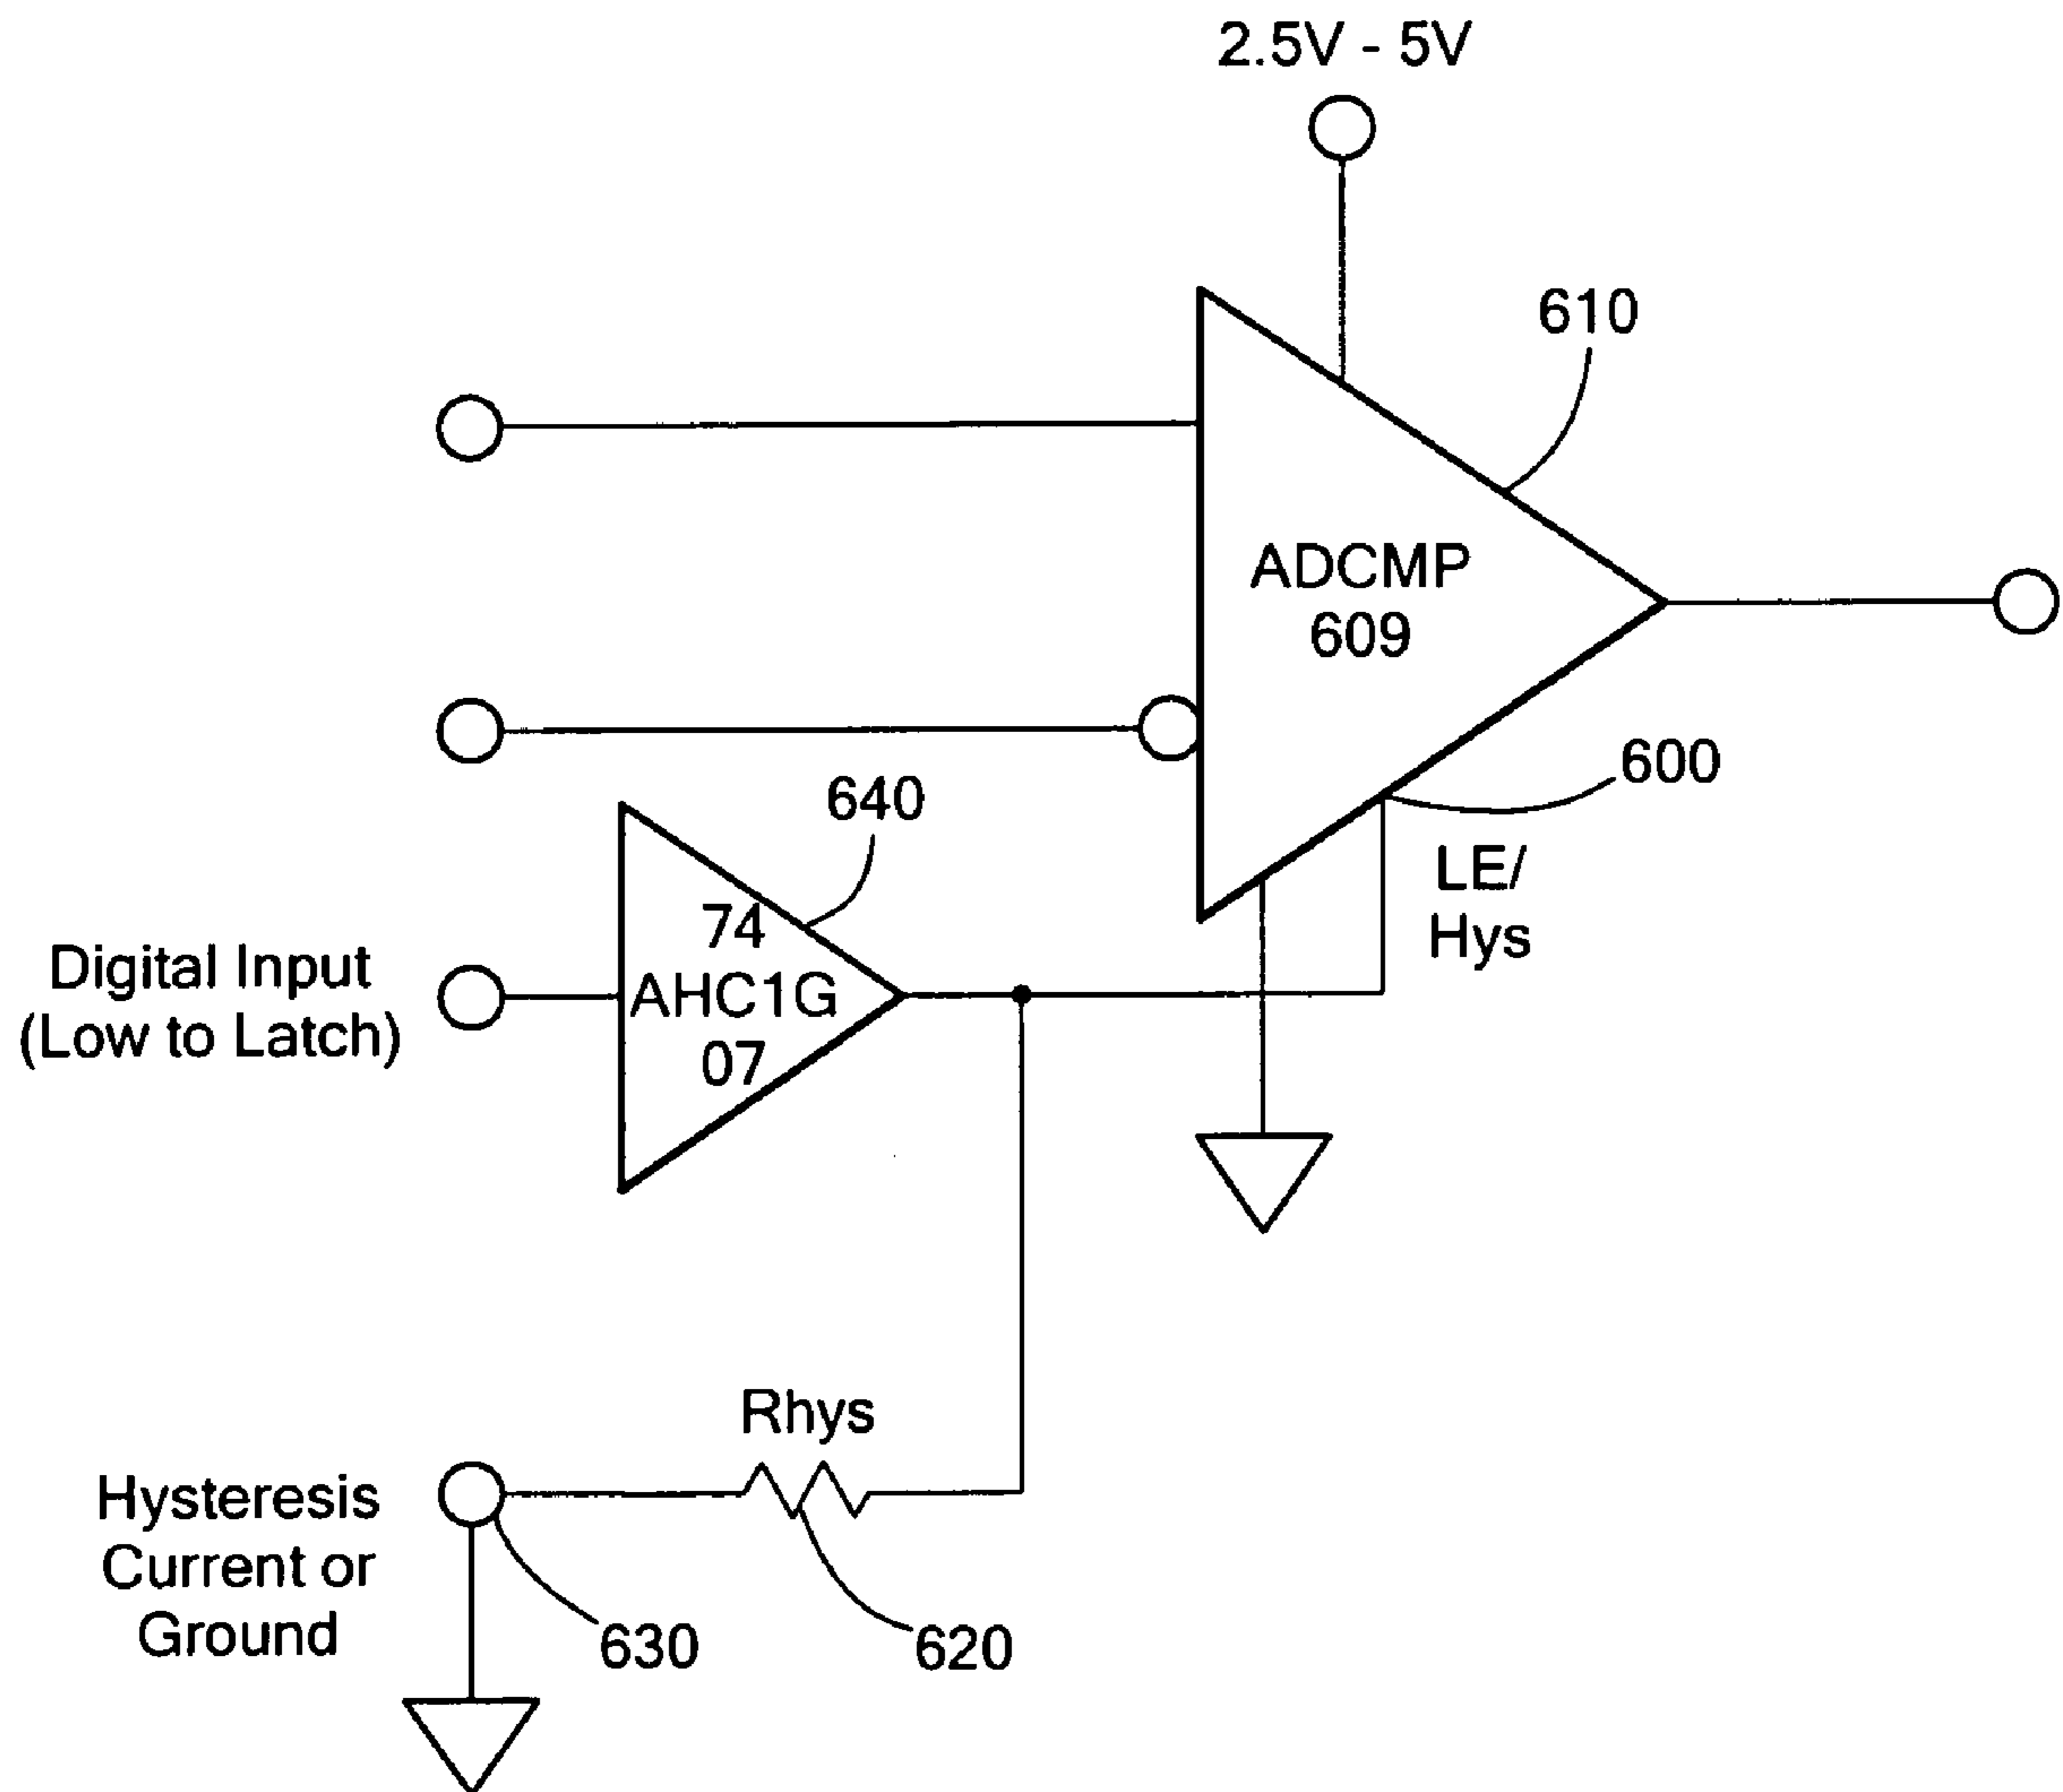 2.5V - 5V
610
ADCMP
609
600
LE/
Hys
640
74
AHC1G
07
Digital Input
(Low to Latch)
Rhys
Hysteresis
Current or
Ground
630
620